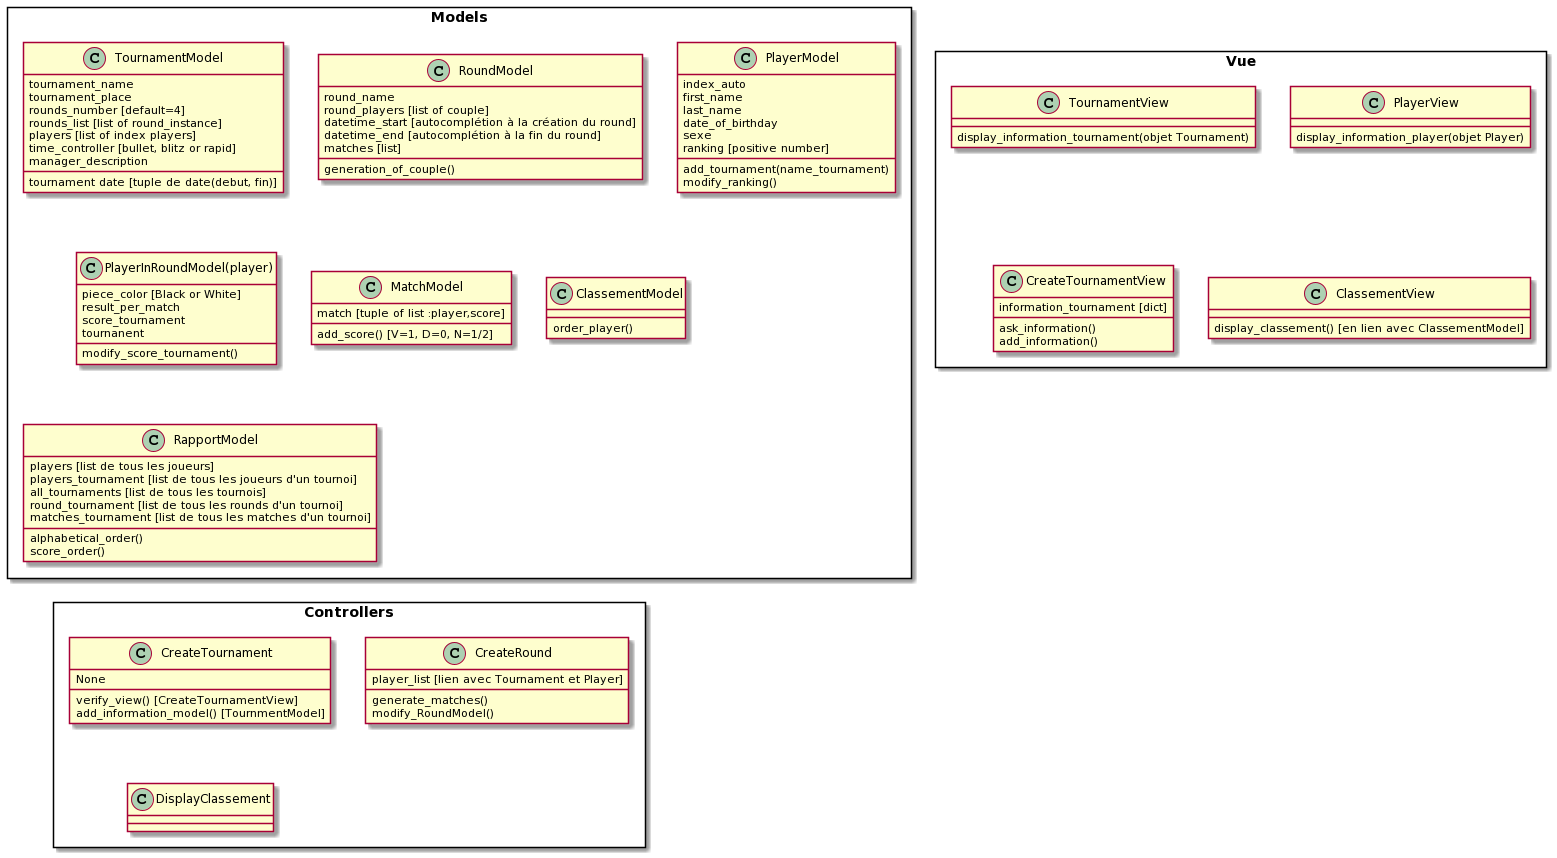 Models
C TournamentModel
tournament_name
tournament_place
rounds_number [default=4]
rounds_list [list of round_instance]
players [list of index players]
time_controller [bullet, blitz or rapid]
manager_description
tournament date [tuple de date(debut, fin)]
C RoundModel
round_name
round_players [list of couple]
datetime_start [autocomplétion à la création du round]
datetime_end [autocomplétion à la fin du round]
matches [list]
generation_of_couple()
C PlayerModel
index_auto
first_name
last_name
date_of_birthday
sexe
ranking [positive number]
add_tournament(name_tournament)
modify_ranking()
C PlayerInRoundModel(player)
piece_color [Black or White]
result_per_match
score_tournament
tournanent
modify_score_tournament()
C MatchModel
match [tuple of list :player,score]
add_score() [V=1, D=0, N=1/2]
C ClassementModel
order_player()
C RapportModel
players [list de tous les joueurs]
players_tournament [list de tous les joueurs d'un tournoi]
all_tournaments [list de tous les tournois]
round_tournament [list de tous les rounds d'un tournoi]
matches_tournament [list de tous les matches d'un tournoi]
alphabetical_order()
score_order()
Vue
C TournamentView
display_information_tournament(objet Tournament)
C PlayerView
display_information_player(objet Player)
C CreateTournamentView
information_tournament [dict]
ask_information()
add_information()
C ClassementView
display_classement() [en lien avec ClassementModel]
Controllers
C CreateTournament
None
verify_view() [CreateTournamentView]
add_information_model() [TournmentModel]
C CreateRound
player_list [lien avec Tournament et Player]
generate_matches()
modify_RoundModel()
C DisplayClassement